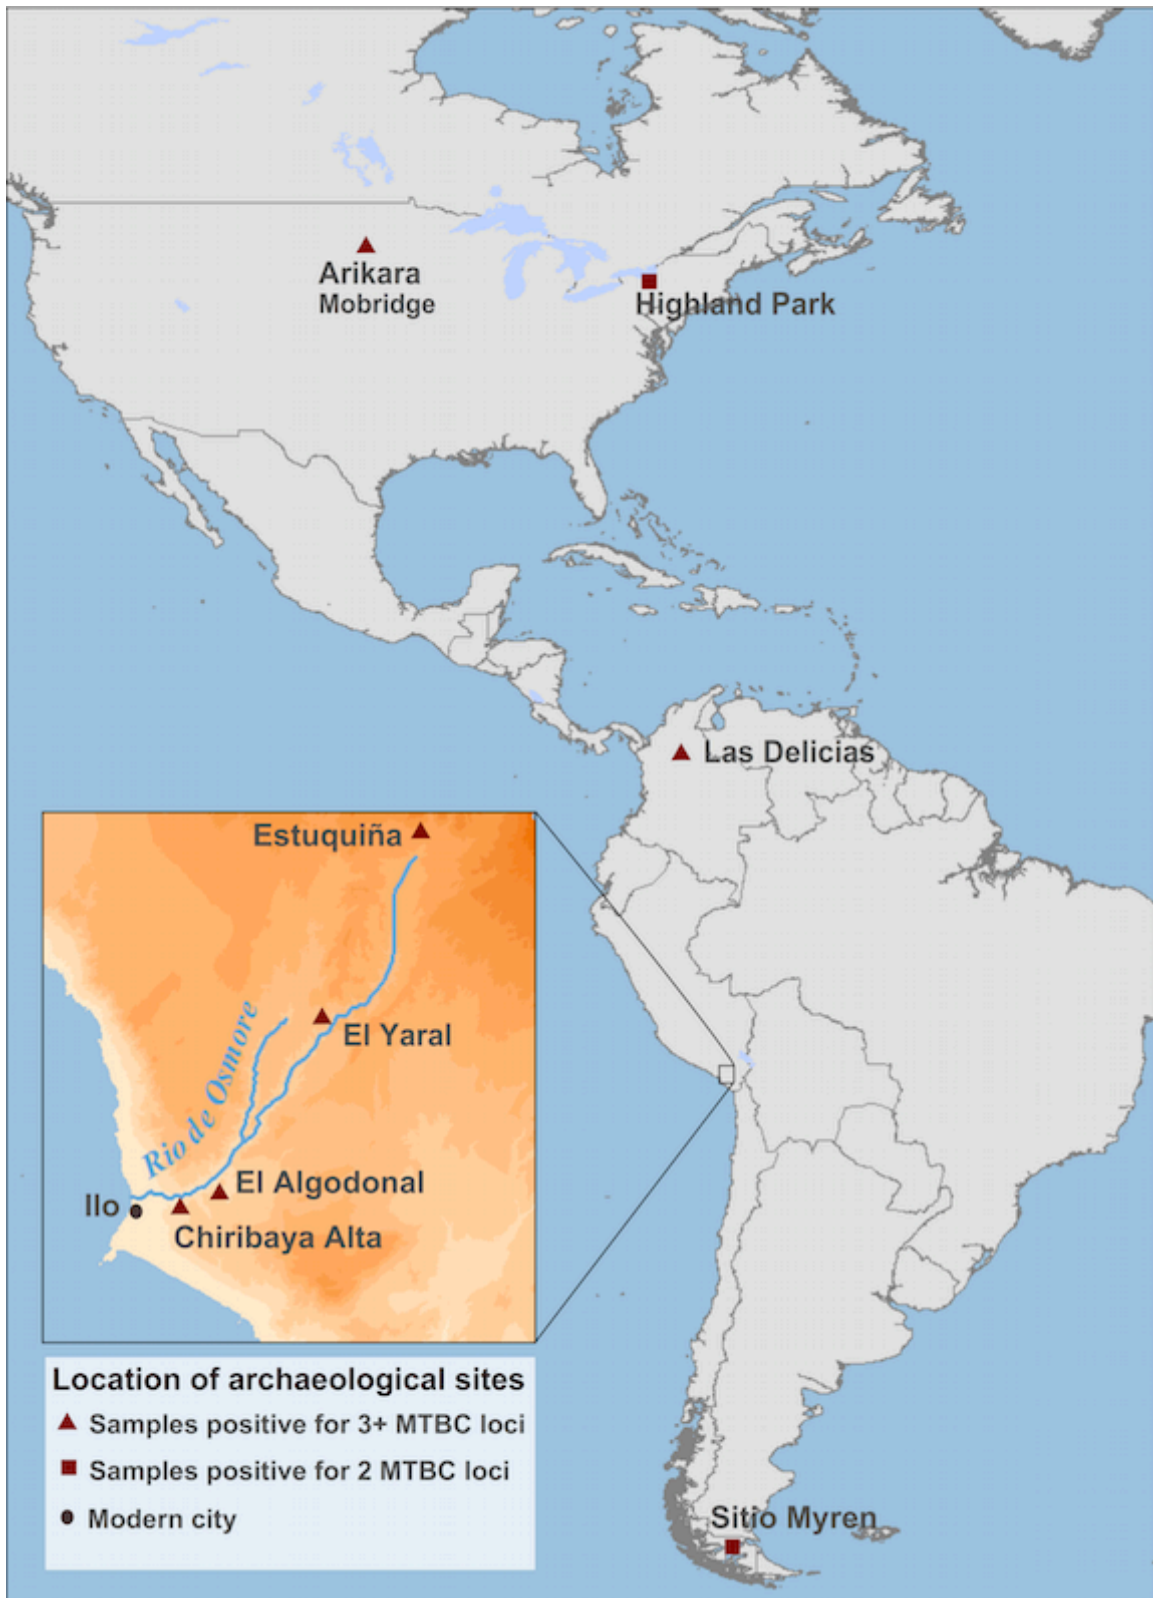 Arikara
Mobridge
Highland Park
Las Delicias
Estuquiña
El Yaral
Rio de Osmore
El Algodonal
Ilo
Chiribaya Alta
Location of archaeological sites
Samples positive for 3+ MTBC loci
Samples positive for 2 MTBC loci
Modern city
Sitio Myren